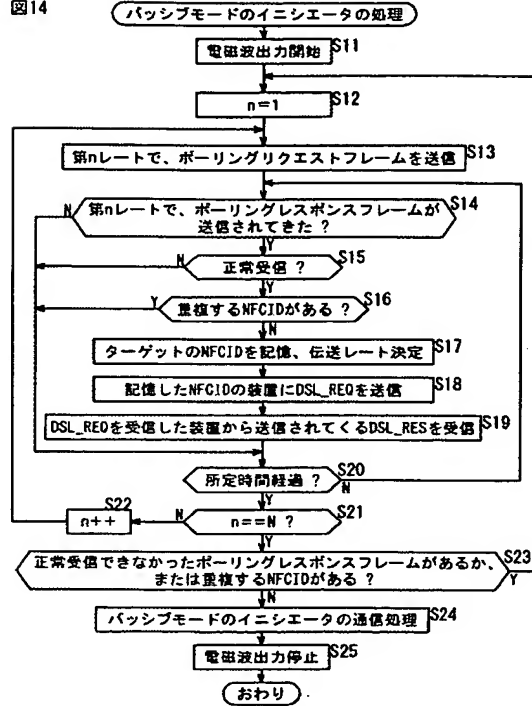 図14
パッシブモードのイニシエータの処理
電磁波出力開始
S11
n=1
S12
第nレートで、ポーリングリクエストフレームを送信
S13
第nレートで、ポーリングレスポンスフレームが
送信されてきた?
S14
N
Y
正常受信?
S15
N
Y
重複するNFCIDがある?
S16
Y
N
ターゲットのNFCIDを記憶、伝送レート決定
S17
記憶したNFCIDの装置にDSL_REQを送信
S18
DSL_REQを受信した装置から送信されてくるDSL_RESを受信
S19
所定時間経過?
S20
N
Y
n==N?
S21
N
Y
n++
S22
正常受信できなかったポーリングレスポンスフレームがあるか、
または重複するNFCIDがある?
S23
Y
N
パッシブモードのイニシエータの通信処理
S24
電磁波出力停止
S25
おわり